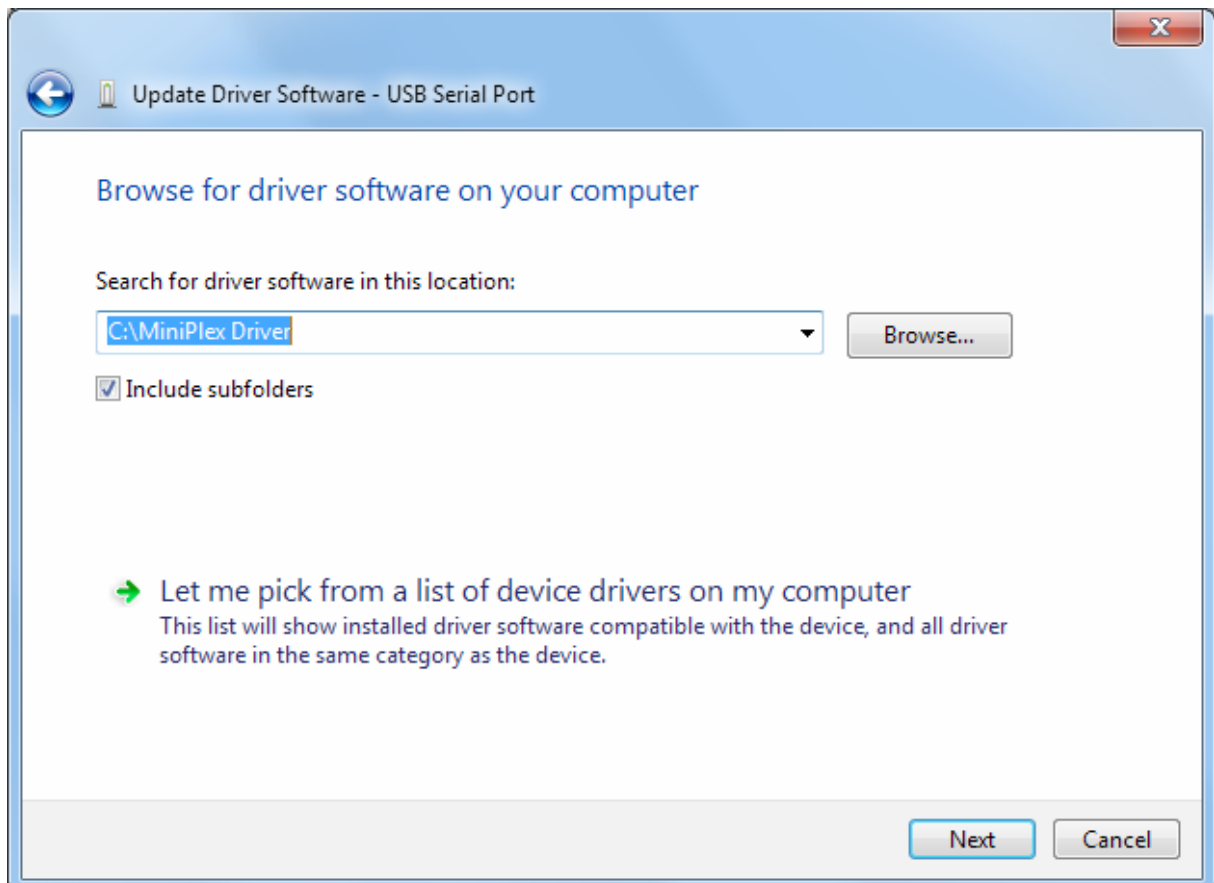 Update Driver Software - USB Serial Port
Browse for driver software on your computer
Search for driver software in this location:
C:\MiniPlex Driver
Browse...
Include subfolders
Let me pick from a list of device drivers on my computer
This list will show installed driver software compatible with the device, and all driver
software in the same category as the device.
Next
Cancel